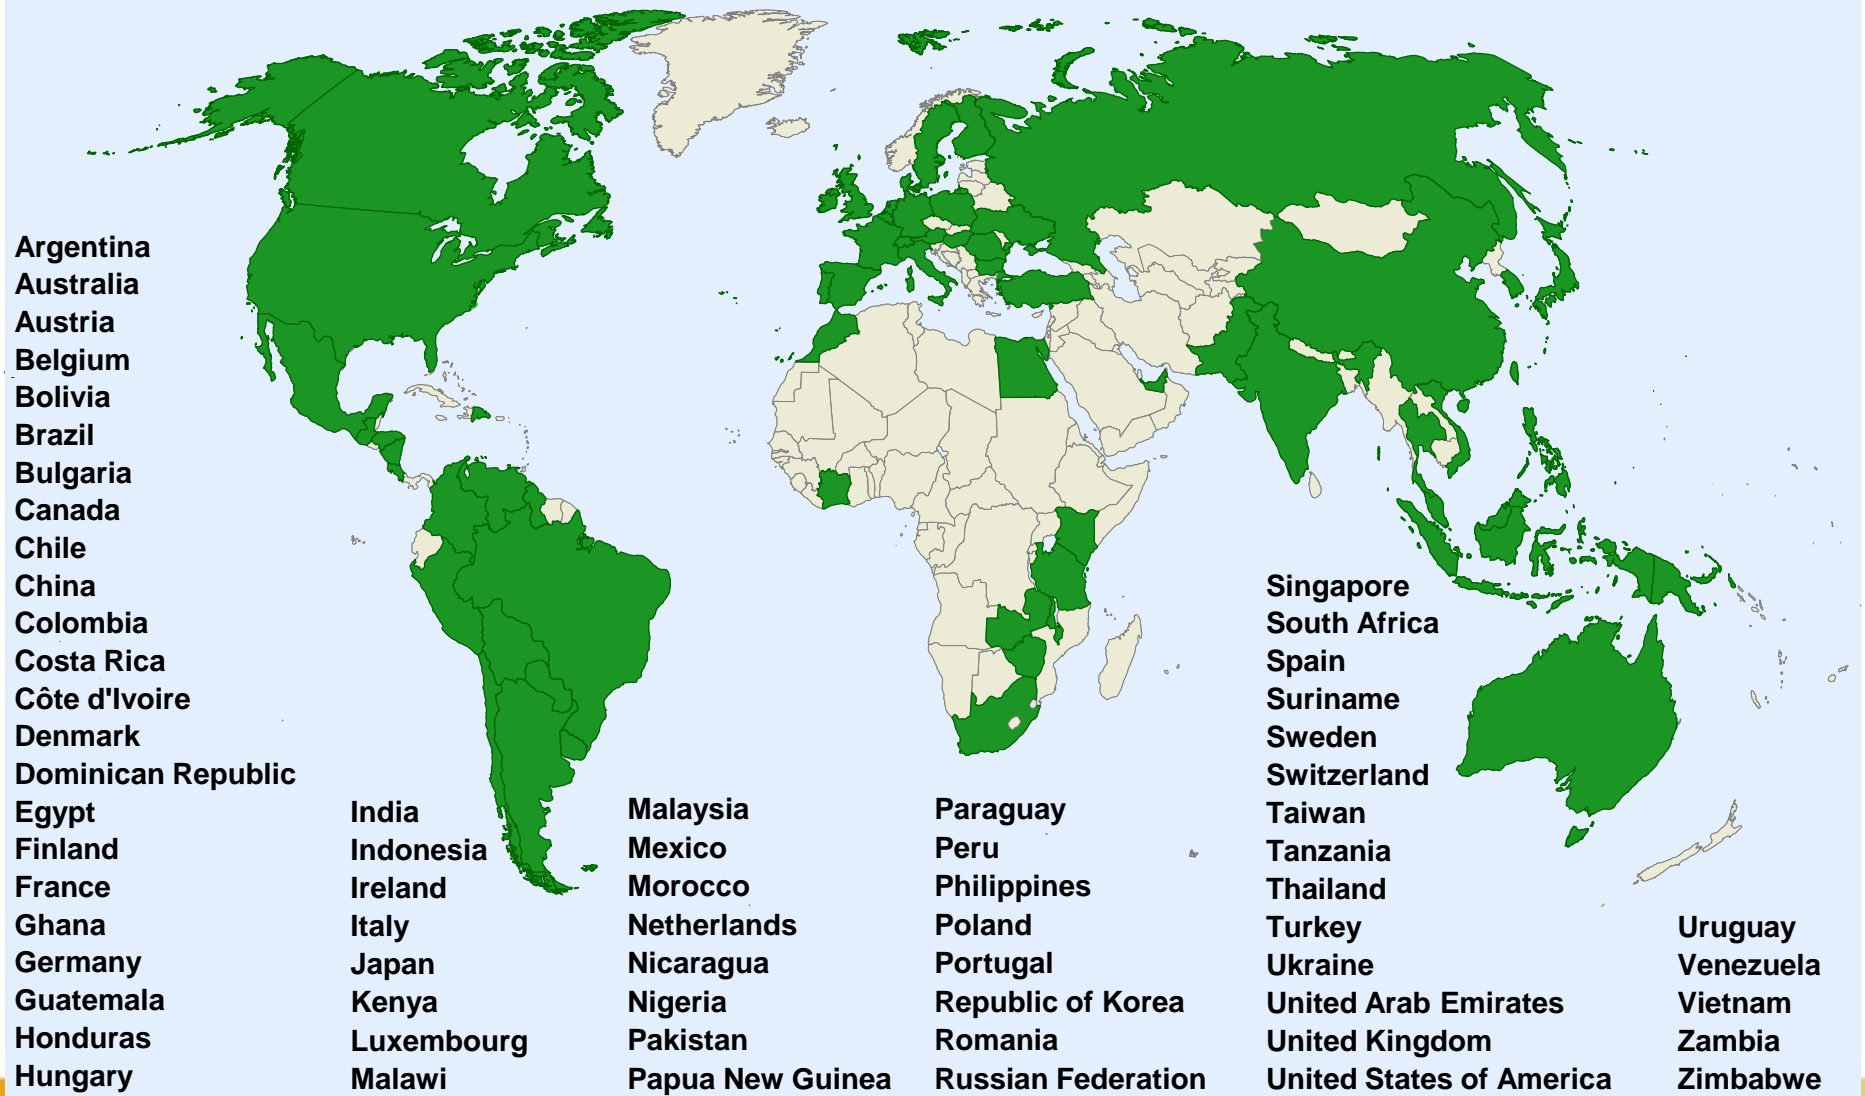 Argentina
Australia
Austria
Belgium
Bolivia
Brazil
Bulgaria
Canada
Chile
China
Colombia
Costa Rica
Côte d'Ivoire
Denmark
Dominican Republic
Egypt
Finland
France
Ghana
Germany
Guatemala
Honduras
Hungary
India
Indonesia
Ireland
Italy
Japan
Kenya
Luxembourg
Malawi
Malaysia
Mexico
Morocco
Netherlands
Nicaragua
Nigeria
Pakistan
Papua New Guinea
Paraguay
Peru
Philippines
Poland
Portugal
Republic of Korea
Romania
Russian Federation
Singapore
South Africa
Spain
Suriname
Sweden
Switzerland
Taiwan
Tanzania
Thailand
Turkey
Ukraine
United Arab Emirates
United Kingdom
United States of America
Uruguay
Venezuela
Vietnam
Zambia
Zimbabwe